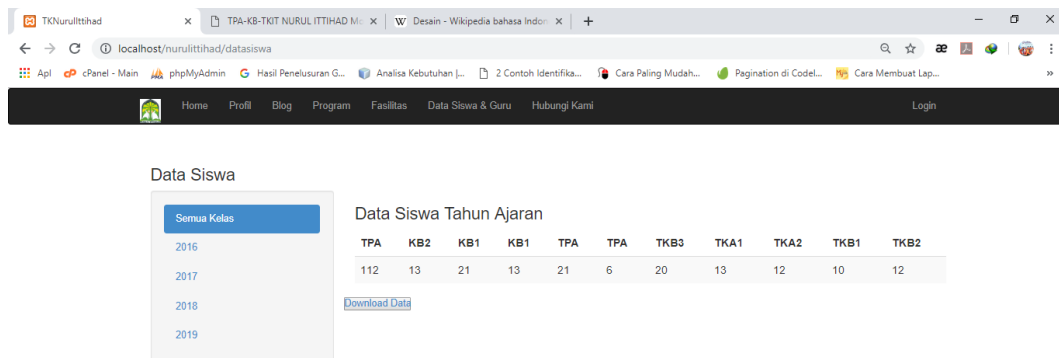 TKNurulIttihad TPA-KB-TKIT NURUL ITTIHAD Mo Desain - Wikipedia bahasa Indon
localhost/nurulittihad/datasiswa
Apl cPanel - Main phpMyAdmin Hasil Penelusuran G... Analisa Kebutuhan |... 2 Contoh Identifika... Cara Paling Mudah... Pagination di Codel... Cara Membuat Lap...
Home Profil Blog Program Fasilitas Data Siswa & Guru Hubungi Kami Login
Data Siswa
Semua Kelas
2016
2017
2018
2019
Data Siswa Tahun Ajaran
TPA KB2 KB1 KB1 TPA TPA TKB3 TKA1 TKA2 TKB1 TKB2
112 13 21 13 21 6 20 13 12 10 12
Download Data